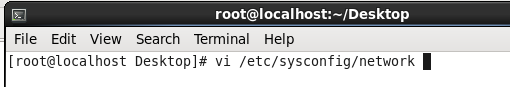 root@localhost:~/Desktop
File Edit View Search Terminal Help
[root@localhost Desktop]# vi /etc/sysconfig/network